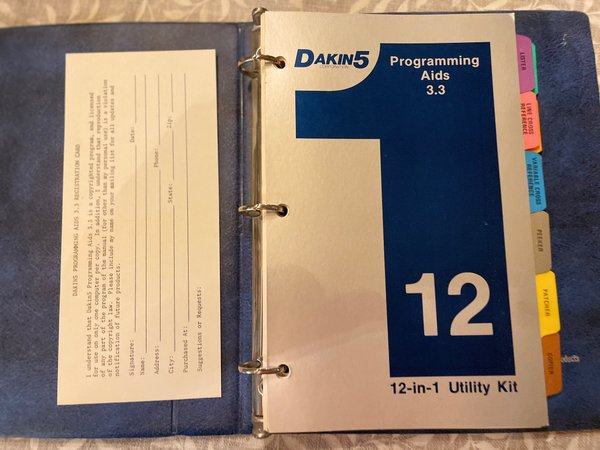 DAKIN5 PROGRAMMING AIDS 3.3 REGISTRATION CARD
I understand that Dakin5 Programming Aids 3.3 is a copyrighted program, and licensed
for use on only one computer per copy. In addition, I understand that reproduction
of any part of the program of the manual (for other than my personal use) is a violation
of the copyright law. Please include my name on your mailing list for all updates and
notification of future products.
Signature: Date:
Name:
Address: Phone:
City: State: Zip:
Purchased At:
Suggestions or Requests:
DAKIN5
CORPORATION
Programming
Aids
3.3
12
12-in-1 Utility Kit
LISTER
LINE CROSS
REFERENCE
VARIABLE CROSS
REFERENCE
PEEKER
PATCHER
COPIER